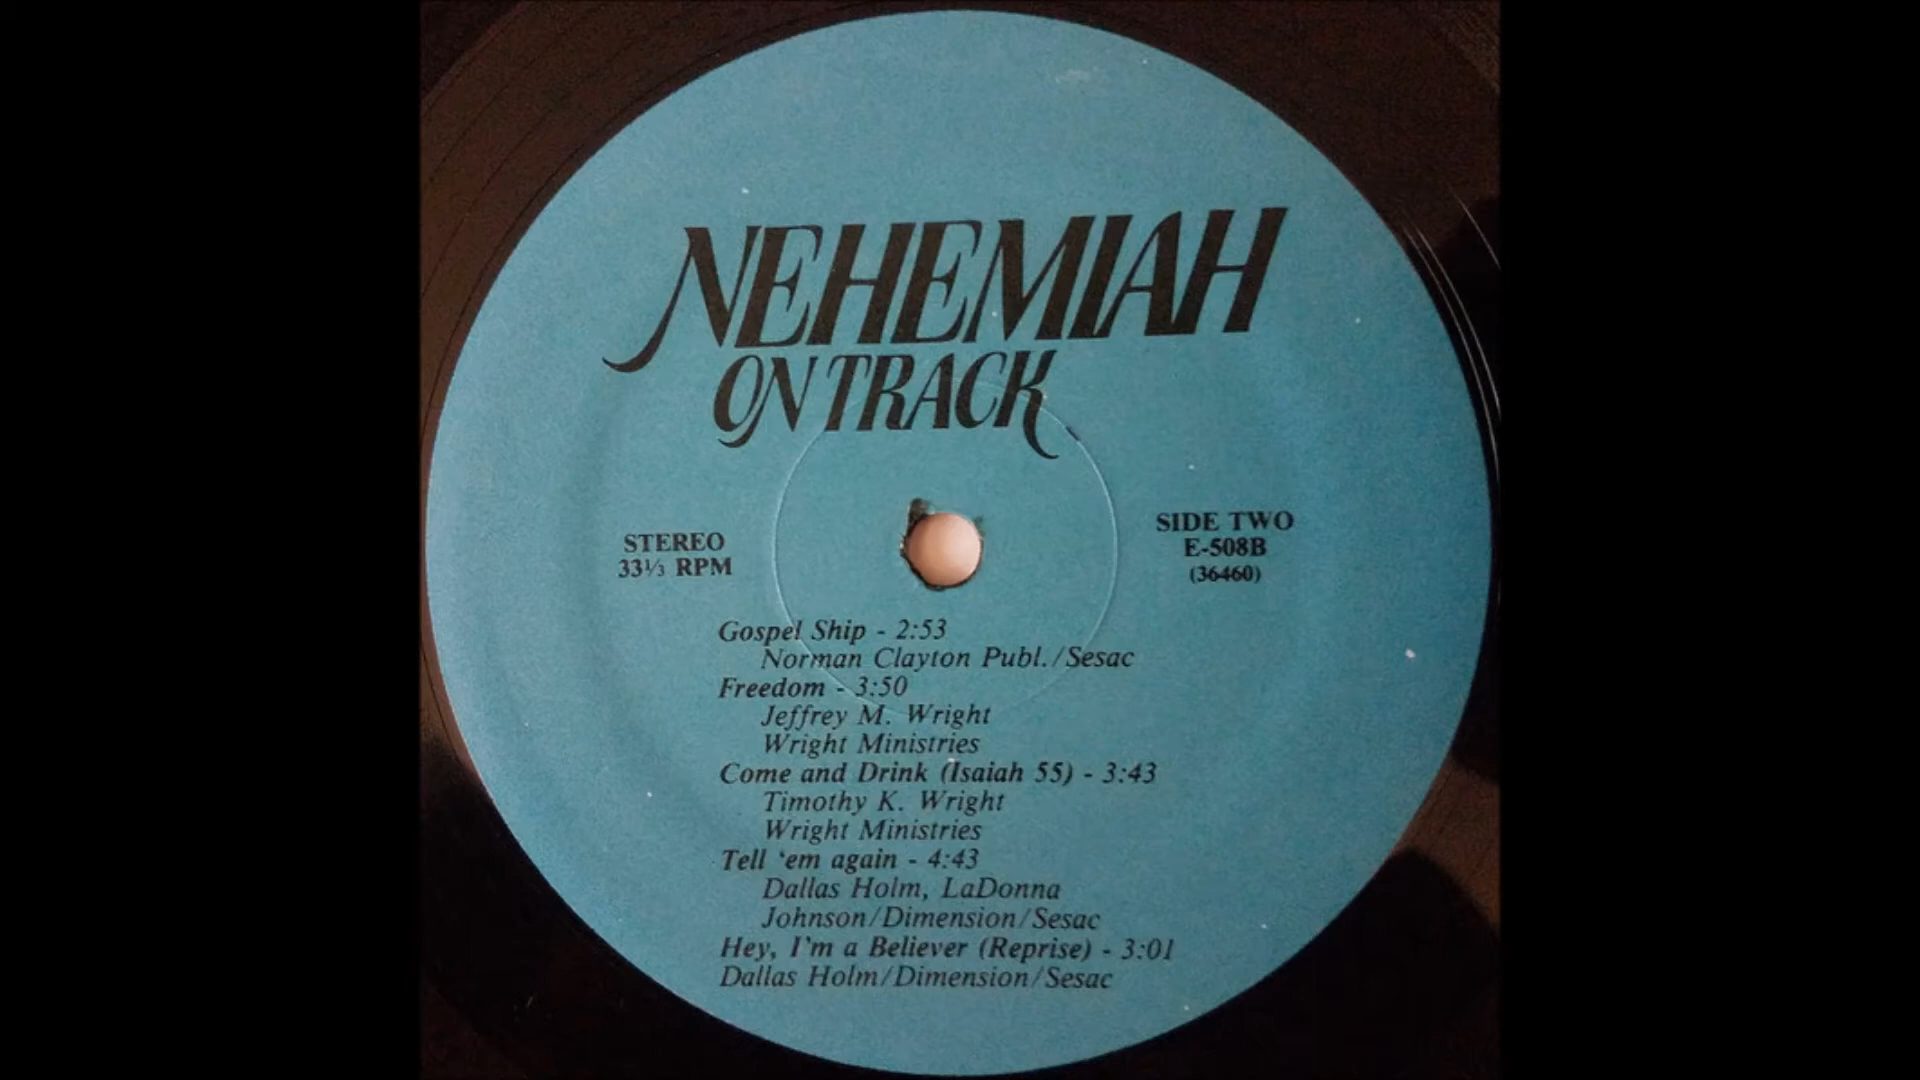 NEHEMIAH
ON TRACK
STEREO
33⅓ RPM
SIDE TWO
E-508B
(36460)
Gospel Ship - 2:53
Norman Clayton Publ./Sesac
Freedom - 3:50
Jeffrey M. Wright
Wright Ministries
Come and Drink (Isaiah 55) - 3:43
Timothy K. Wright
Wright Ministries
Tell ‘em again - 4:43
Dallas Holm, LaDonna
Johnson/Dimension/Sesac
Hey, I'm a Believer (Reprise) - 3:01
Dallas Holm/Dimension/Sesac